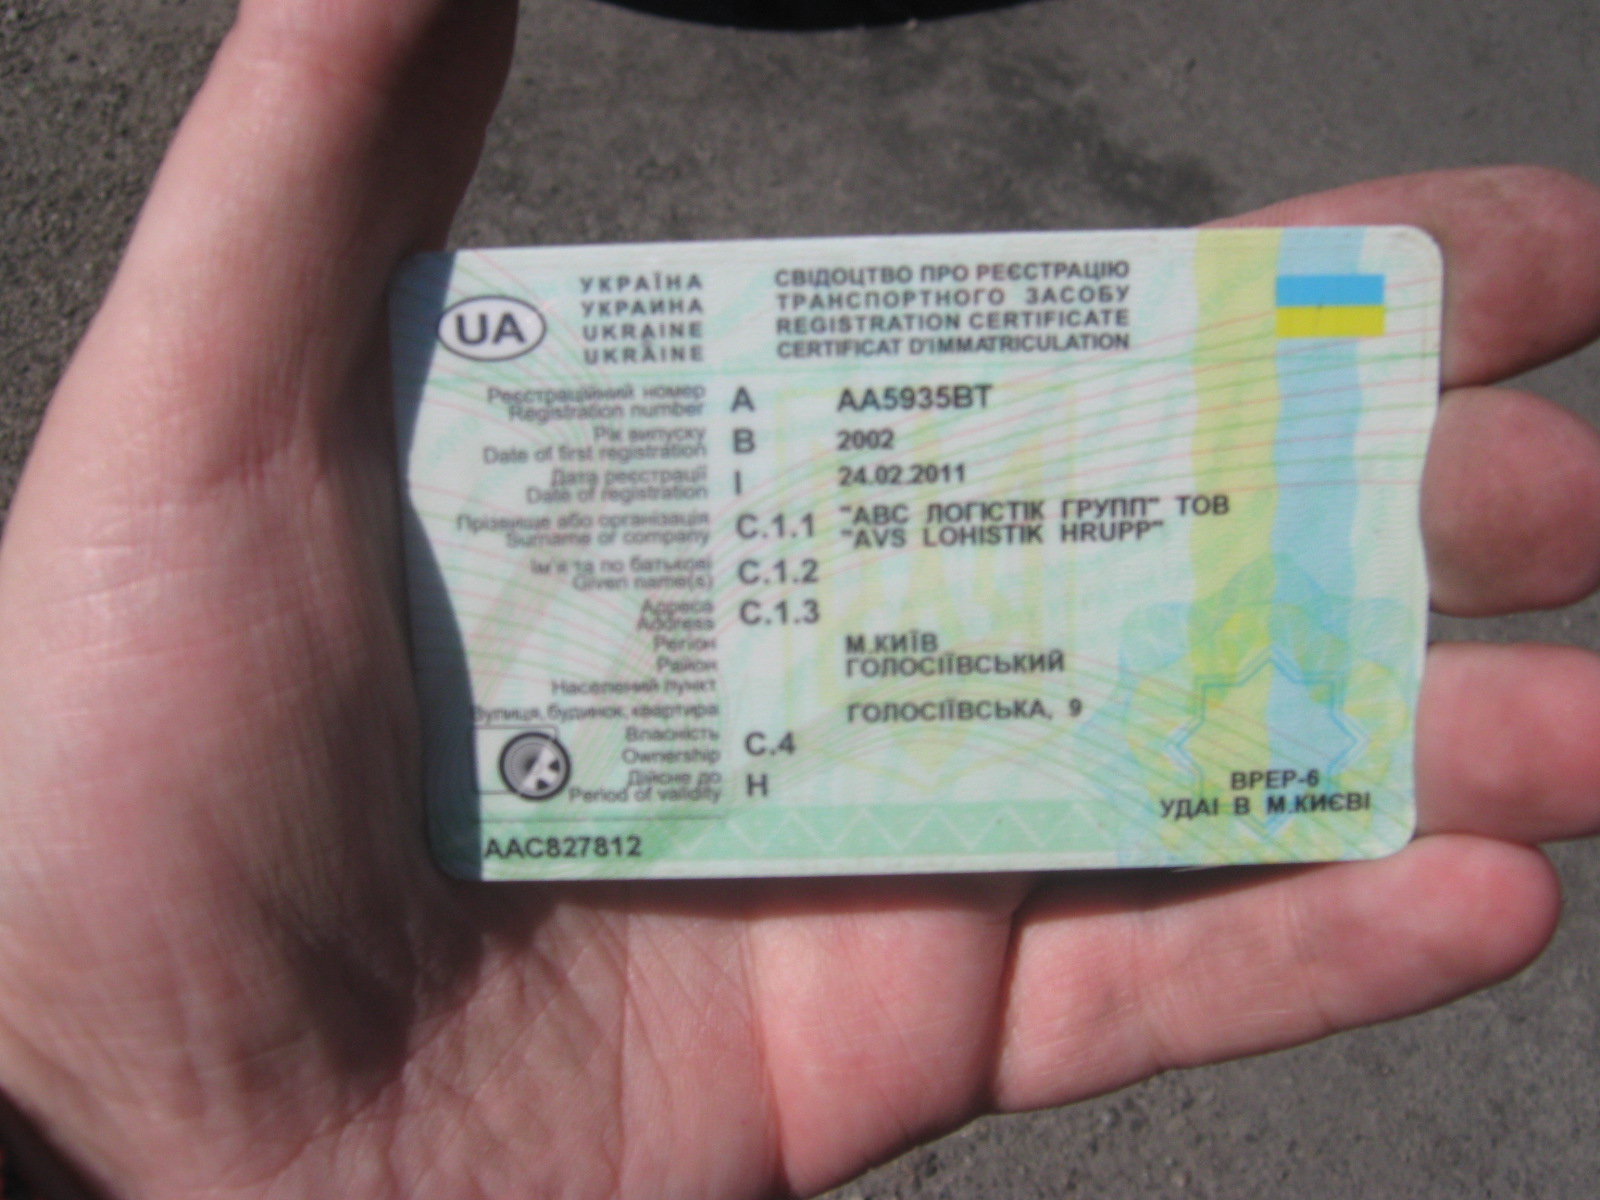 UA
УКРАЇНА
УКРАИНА
UKRAINE
UKRAINE
СВІДОЦТВО ПРО РЕЄСТРАЦІЮ
ТРАНСПОРТНОГО ЗАСОБУ
REGISTRATION CERTIFICATE
CERTIFICAT D'IMMATRICULATION
Реєстраційний номер
Registration number
A
AA5935BT
Рік випуску
Date of first registration
B
2002
Дата реєстрації
Date of registration
I
24.02.2011
Прізвище або організація
Surname or company
C.1.1
"АВС ЛОГІСТІК ГРУПП" ТОВ
"AVS LOHISTIK HRUPP"
Ім'я та по батькові
Given name(s)
C.1.2
Адреса
Address
C.1.3
Регіон
М.КИЇВ
Район
ГОЛОСІЇВСЬКИЙ
Населений пункт
Вулиця, будинок, квартира
ГОЛОСІЇВСЬКА, 9
Власність
Ownership
C.4
Дійсне до
Period of validity
H
ВРЕР-6
УДАІ В М.КИЄВІ
AAC827812